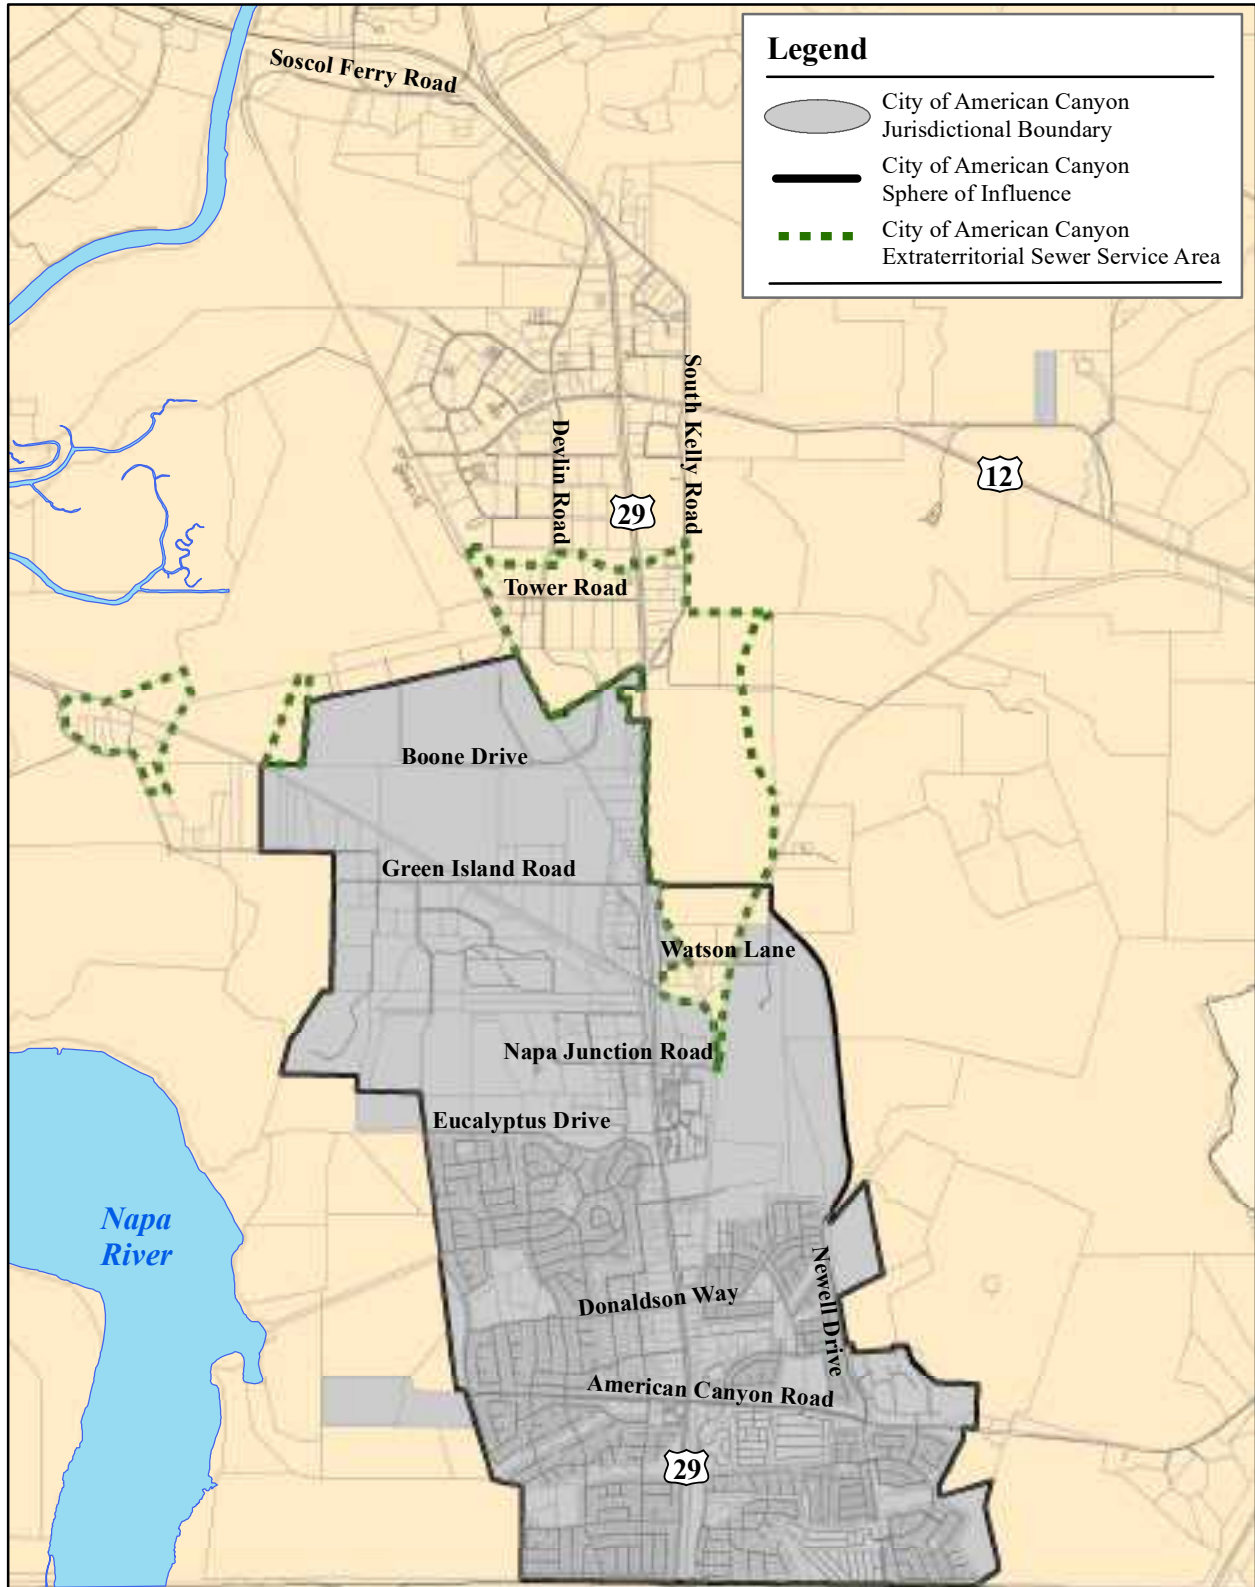 Legend
City of American Canyon
Jurisdictional Boundary
City of American Canyon
Sphere of Influence
City of American Canyon
Extraterritorial Sewer Service Area
Soscol Ferry Road
South Kelly Road
Devlin Road
12
29
Tower Road
Boone Drive
Green Island Road
Watson Lane
Napa Junction Road
Eucalyptus Drive
Napa
River
Newell Drive
Donaldson Way
American Canyon Road
29